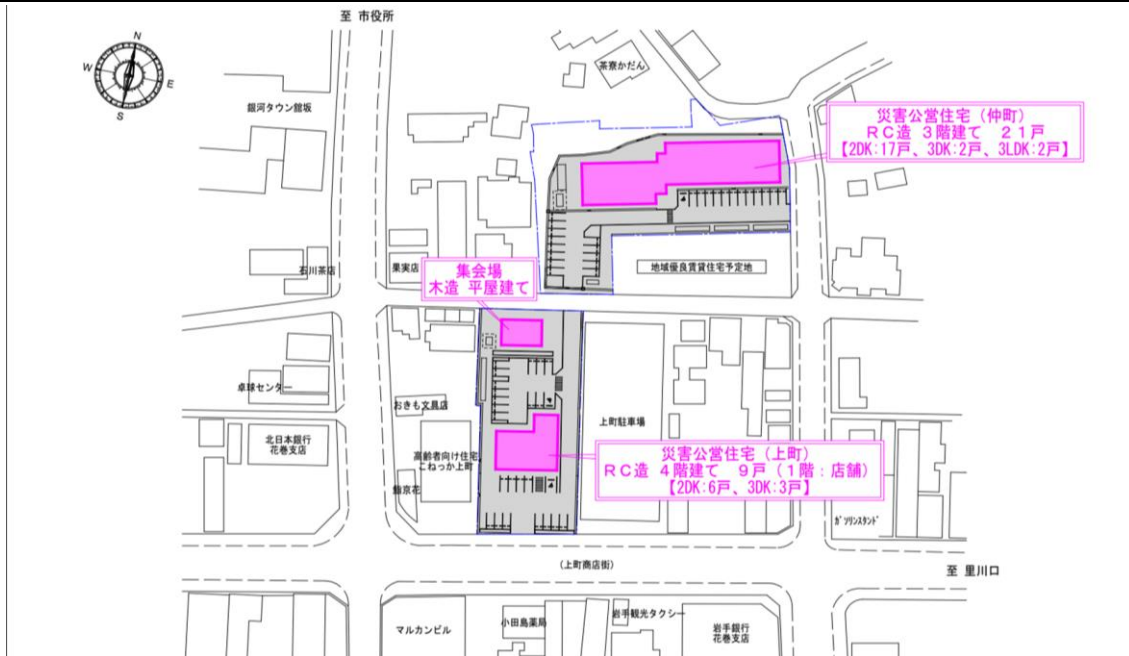 至 市役所
N
W
E
S
茶寮かだん
銀河タウン館坂
災害公営住宅（仲町）
ＲＣ造 ３階建て ２１戸
【2DK:17戸、3DK:2戸、3LDK:2戸】
石川茶店
果実店
集会場
木造 平屋建て
地域優良賃貸住宅予定地
卓球センター
おきも文具店
上町駐車場
北日本銀行
花巻支店
高齢者向け住宅
こねっか上町
鮨京花
災害公営住宅（上町）
ＲＣ造 ４階建て ９戸（１階：店舗）
【2DK:6戸、3DK:3戸】
ｶﾞｿﾘﾝｽﾀﾝﾄﾞ
（上町商店街）
至 里川口
マルカンビル
小田島薬局
岩手観光タクシー
岩手銀行
花巻支店